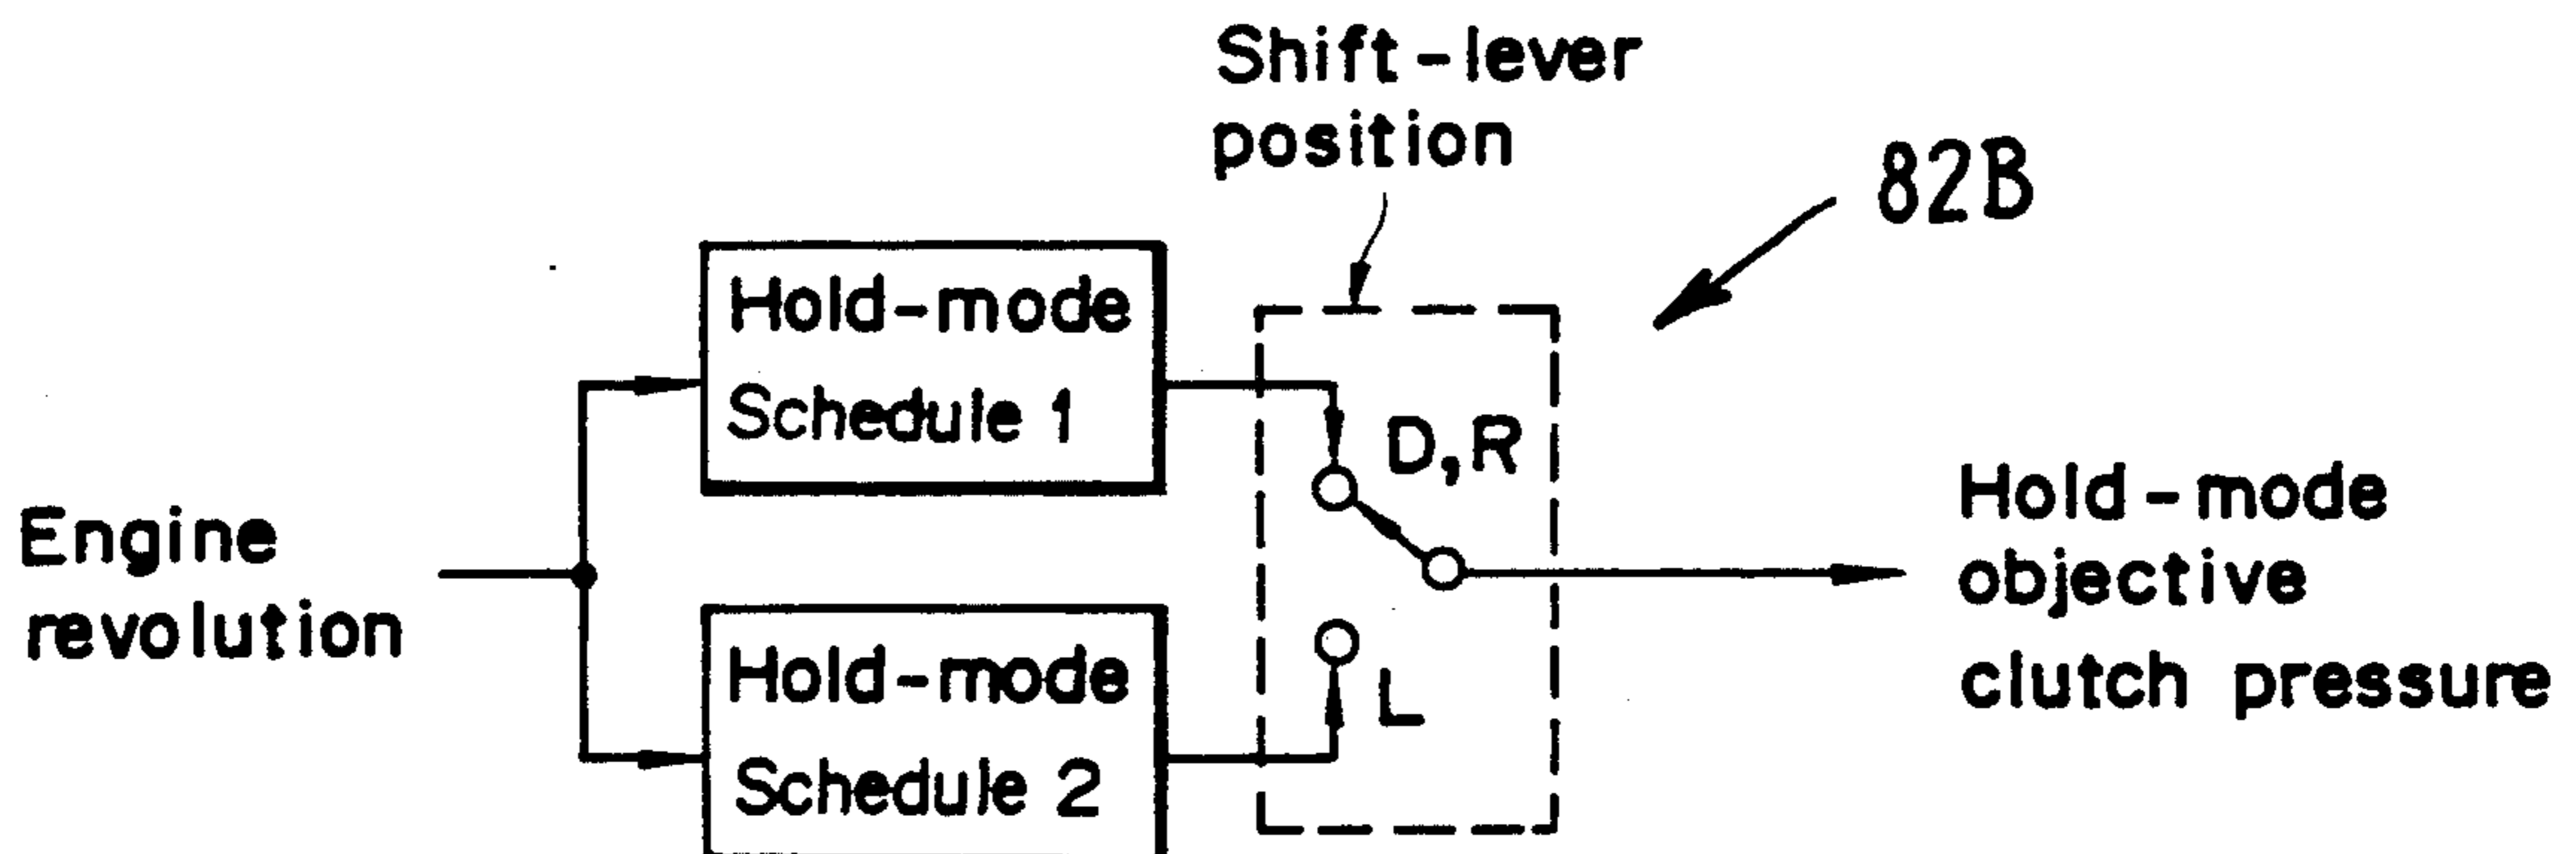 Shift-lever
position
82B
Hold-mode
Schedule 1
D,R
Engine
revolution
Hold-mode
objective
clutch pressure
Hold-mode
Schedule 2
L